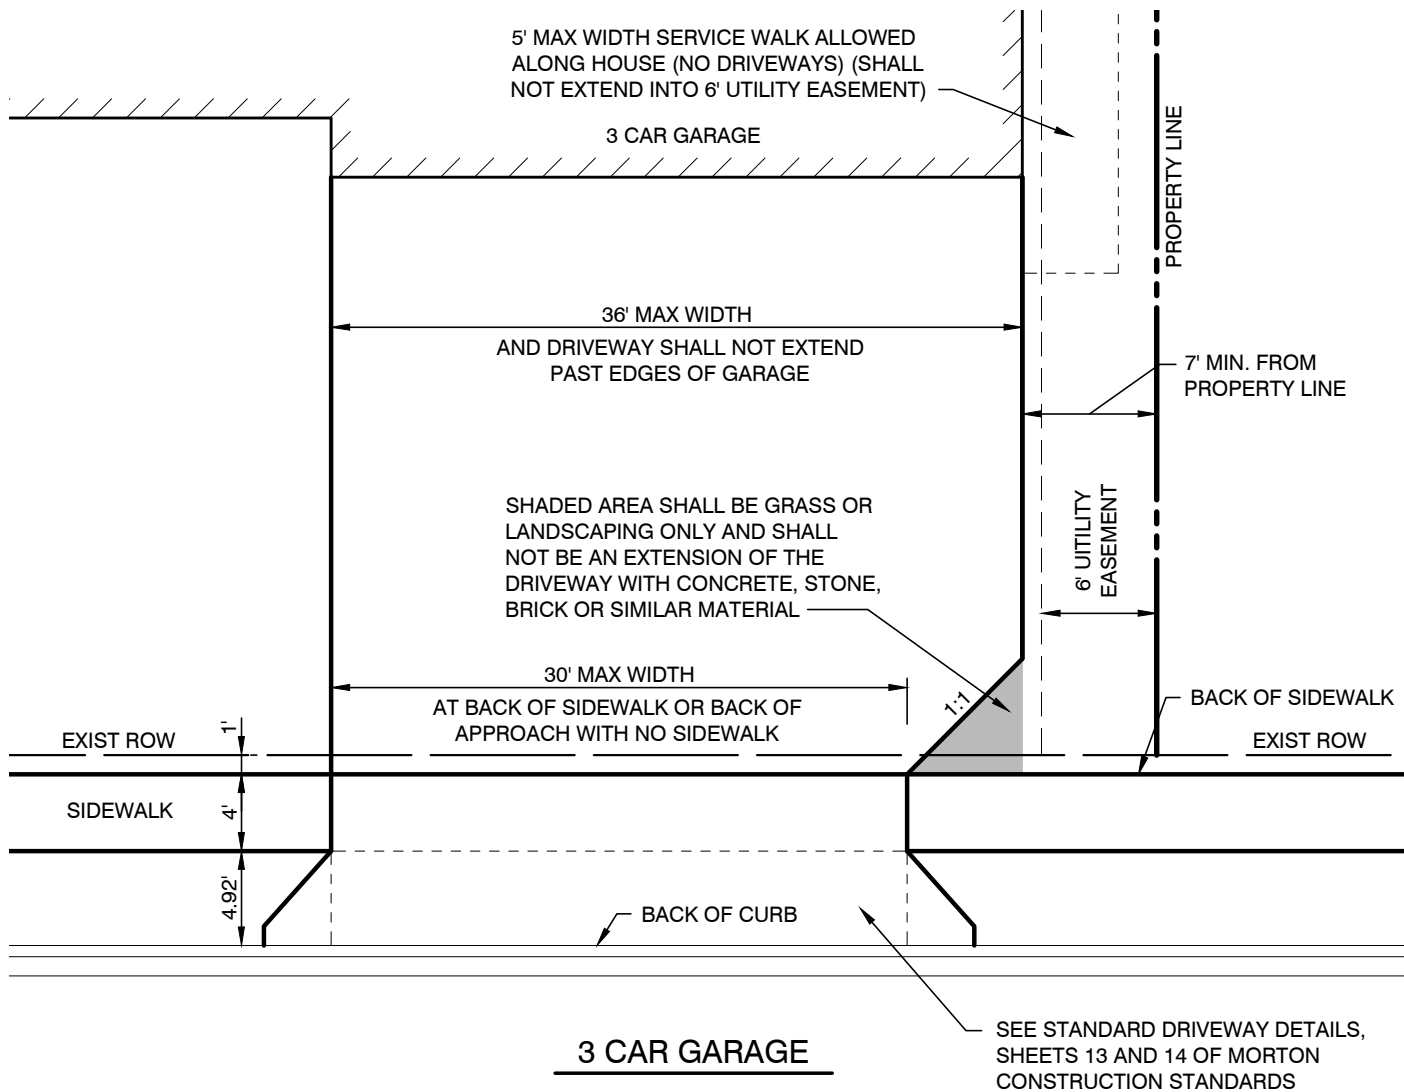 5' MAX WIDTH SERVICE WALK ALLOWED
ALONG HOUSE (NO DRIVEWAYS) (SHALL
NOT EXTEND INTO 6' UTILITY EASEMENT)
3 CAR GARAGE
PROPERTY LINE
36' MAX WIDTH
AND DRIVEWAY SHALL NOT EXTEND
PAST EDGES OF GARAGE
7' MIN. FROM
PROPERTY LINE
SHADED AREA SHALL BE GRASS OR
LANDSCAPING ONLY AND SHALL
NOT BE AN EXTENSION OF THE
DRIVEWAY WITH CONCRETE, STONE,
BRICK OR SIMILAR MATERIAL
6' UITILITY
EASEMENT
30' MAX WIDTH
AT BACK OF SIDEWALK OR BACK OF
APPROACH WITH NO SIDEWALK
1:1
BACK OF SIDEWALK
EXIST ROW
1'
EXIST ROW
SIDEWALK
4'
4.92'
BACK OF CURB
3 CAR GARAGE
SEE STANDARD DRIVEWAY DETAILS,
SHEETS 13 AND 14 OF MORTON
CONSTRUCTION STANDARDS